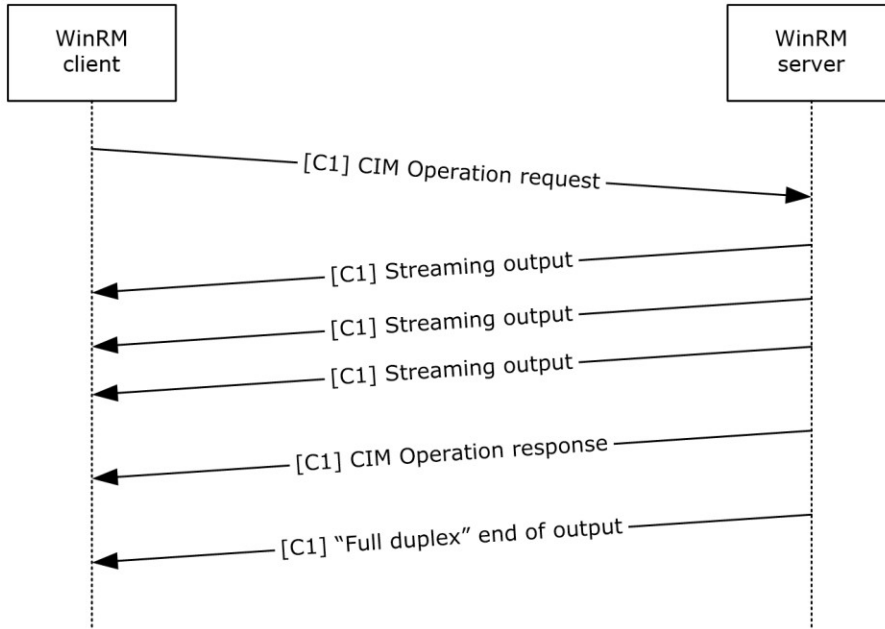 WinRM
client
WinRM
server
[C1] CIM Operation request
[C1] Streaming output
[C1] Streaming output
[C1] Streaming output
[C1] CIM Operation response
[C1] “Full duplex” end of output